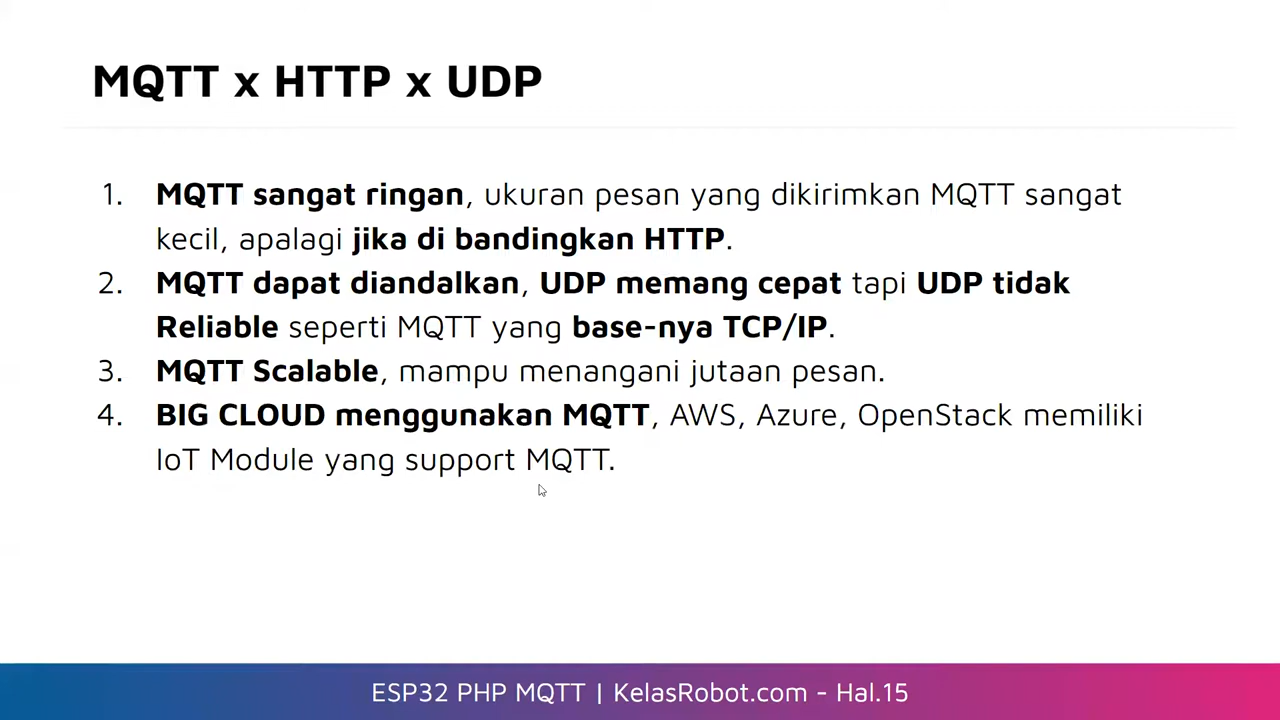 MQTT x HTTP x UDP
1. MQTT sangat ringan, ukuran pesan yang dikirimkan MQTT sangat
kecil, apalagi jika di bandingkan HTTP.
2. MQTT dapat diandalkan, UDP memang cepat tapi UDP tidak
Reliable seperti MQTT yang base-nya TCP/IP.
3. MQTT Scalable, mampu menangani jutaan pesan.
4. BIG CLOUD menggunakan MQTT, AWS, Azure, OpenStack memiliki
IoT Module yang support MQTT.
ESP32 PHP MQTT | KelasRobot.com - Hal.15